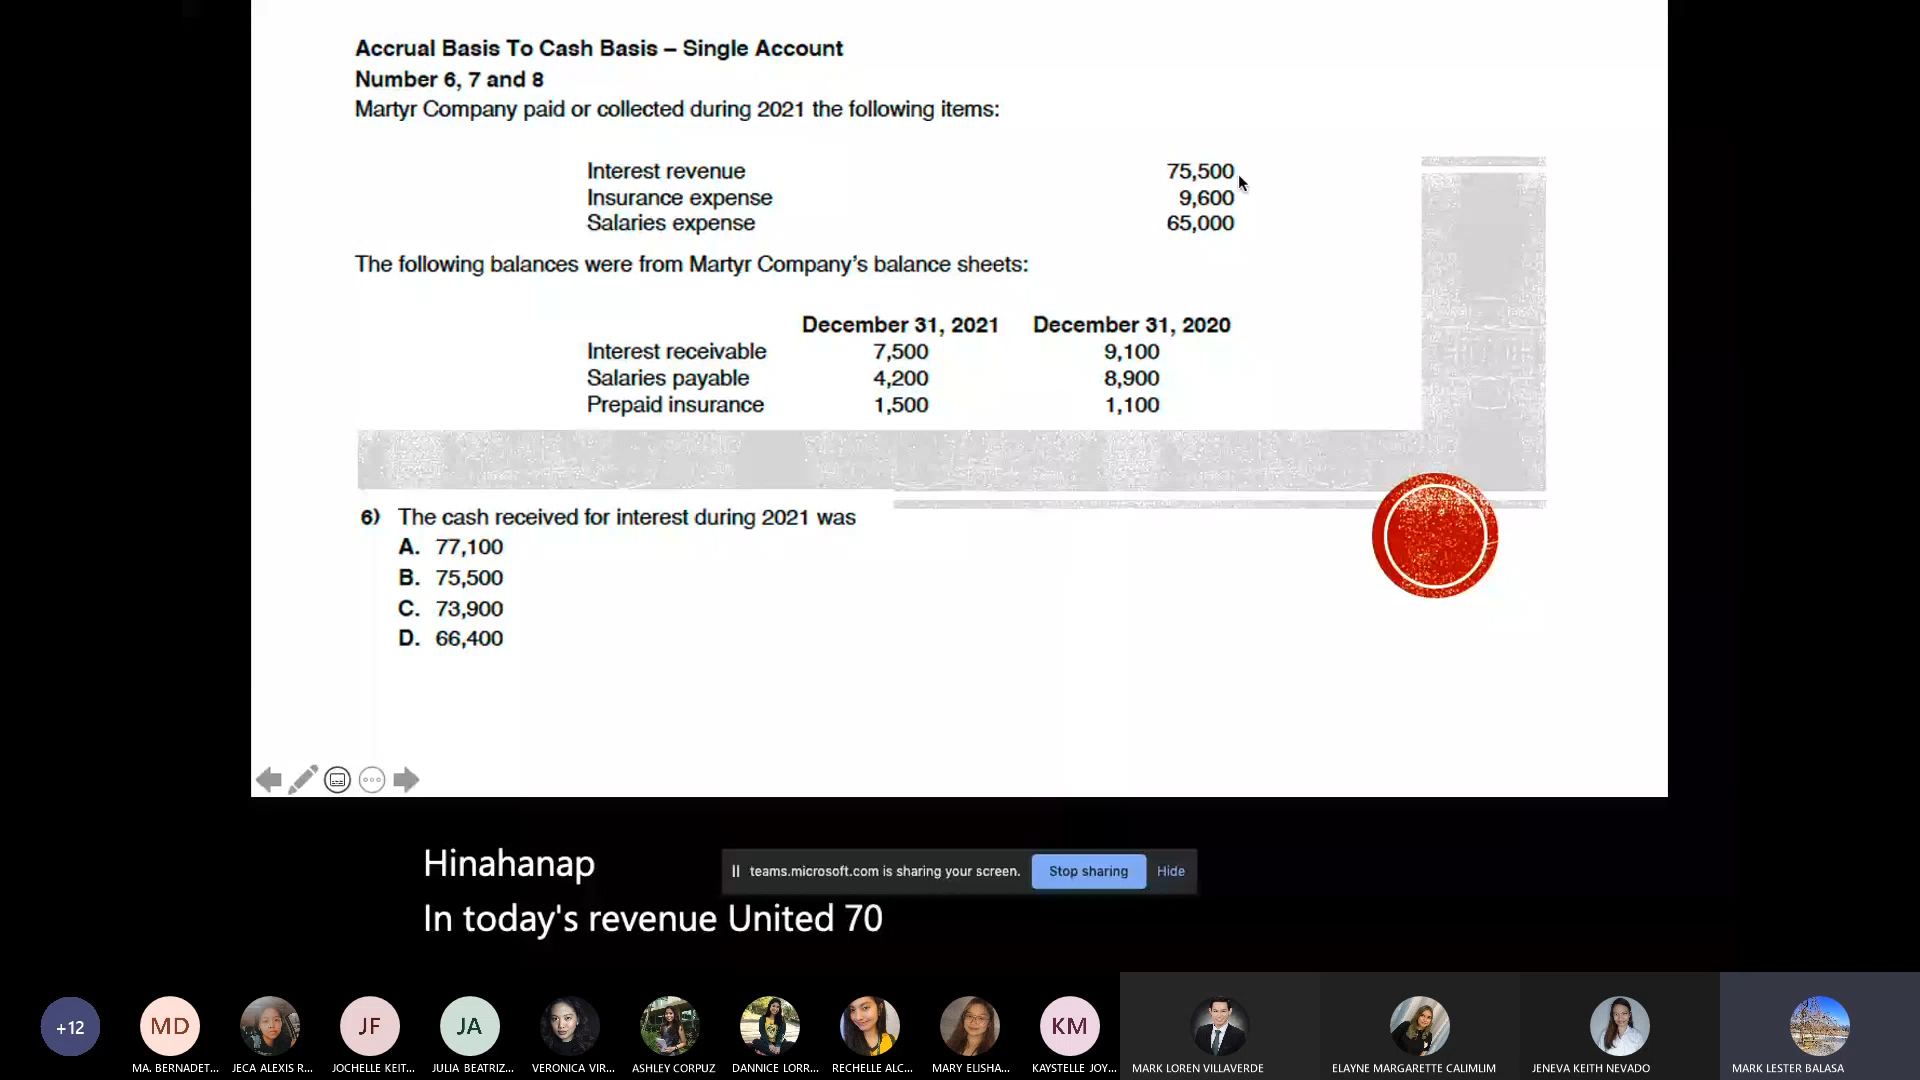 Accrual Basis To Cash Basis – Single Account
Number 6, 7 and 8
Martyr Company paid or collected during 2021 the following items:
Interest revenue 75,500
Insurance expense 9,600
Salaries expense 65,000
The following balances were from Martyr Company's balance sheets:
December 31, 2021 December 31, 2020
Interest receivable 7,500 9,100
Salaries payable 4,200 8,900
Prepaid insurance 1,500 1,100
6) The cash received for interest during 2021 was
A. 77,100
B. 75,500
C. 73,900
D. 66,400
Hinahanap
teams.microsoft.com is sharing your screen. Stop sharing Hide
In today's revenue United 70
+12 MD JF JA KM
MA. BERNADET... JECA ALEXIS R... JOCHELLE KEIT... JULIA BEATRIZ... VERONICA VIR... ASHLEY CORPUZ DANNICE LORR... RECHELLE ALC... MARY ELISHA... KAYSTELLE JOY... MARK LOREN VILLAVERDE ELAYNE MARGARETTE CALIMLIM JENEVA KEITH NEVADO MARK LESTER BALASA